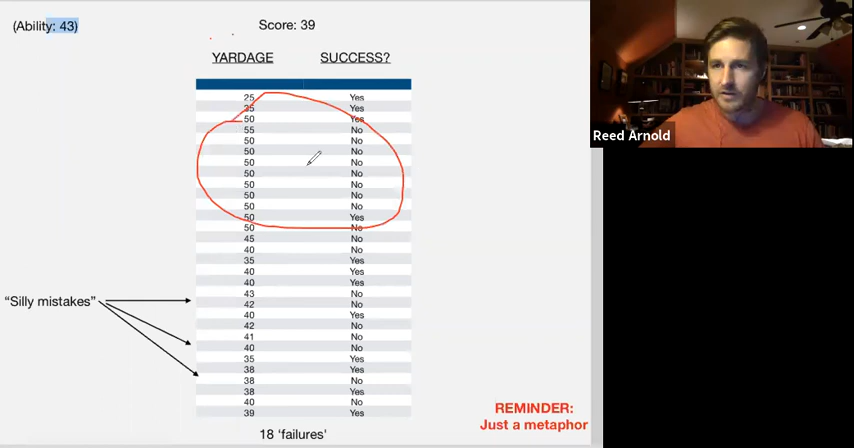 (Ability: 43)
Score: 39
YARDAGE SUCCESS?
25 Yes
35 Yes
50 Yes
55 No
50 No
50 No
50 No
50 No
50 No
50 No
50 No
50 Yes
50 No
45 No
40 No
35 Yes
40 Yes
40 Yes
43 No
42 No
40 Yes
42 No
41 No
40 No
35 Yes
38 Yes
38 No
38 Yes
40 No
39 Yes
18 'failures'
“Silly mistakes”
REMINDER:
Just a metaphor
Reed Arnold